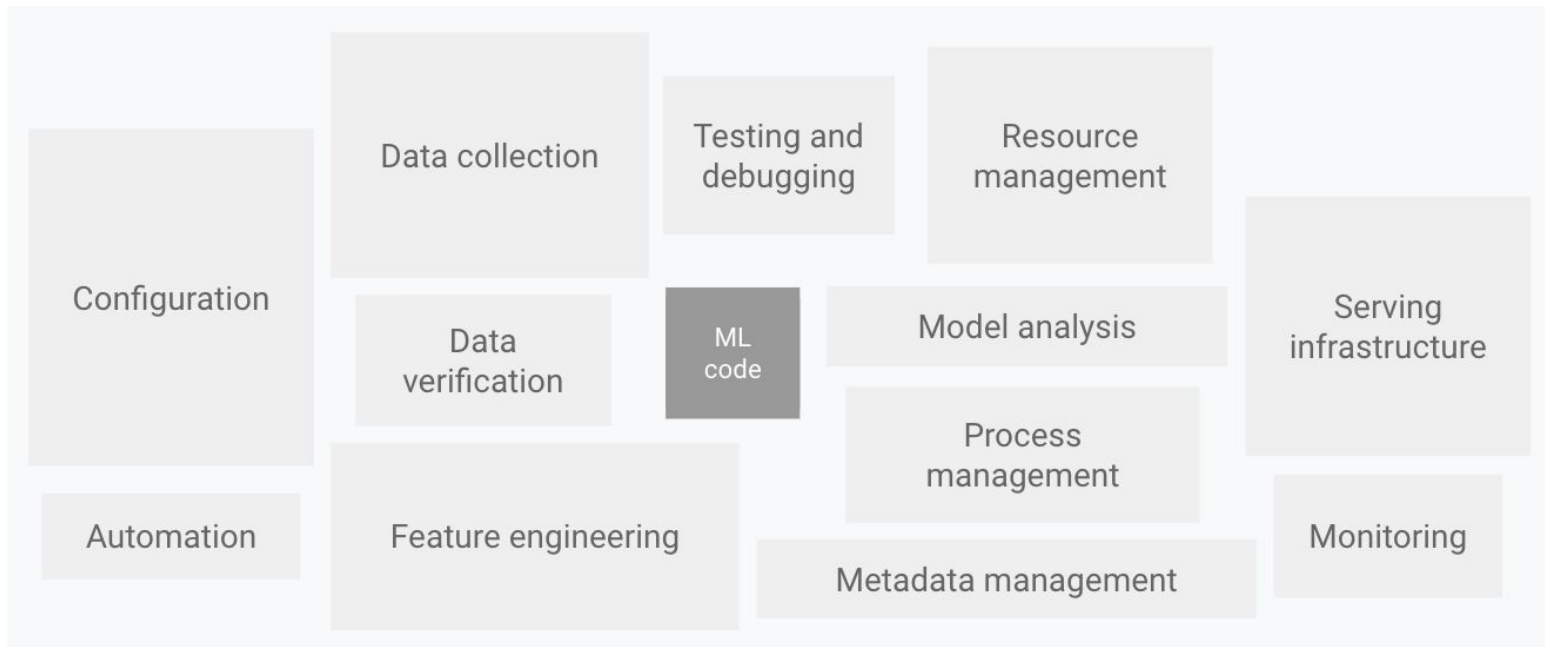 Data collection
Testing and
debugging
Resource
management
Configuration
Data
verification
ML
code
Model analysis
Serving
infrastructure
Process
management
Automation
Feature engineering
Metadata management
Monitoring